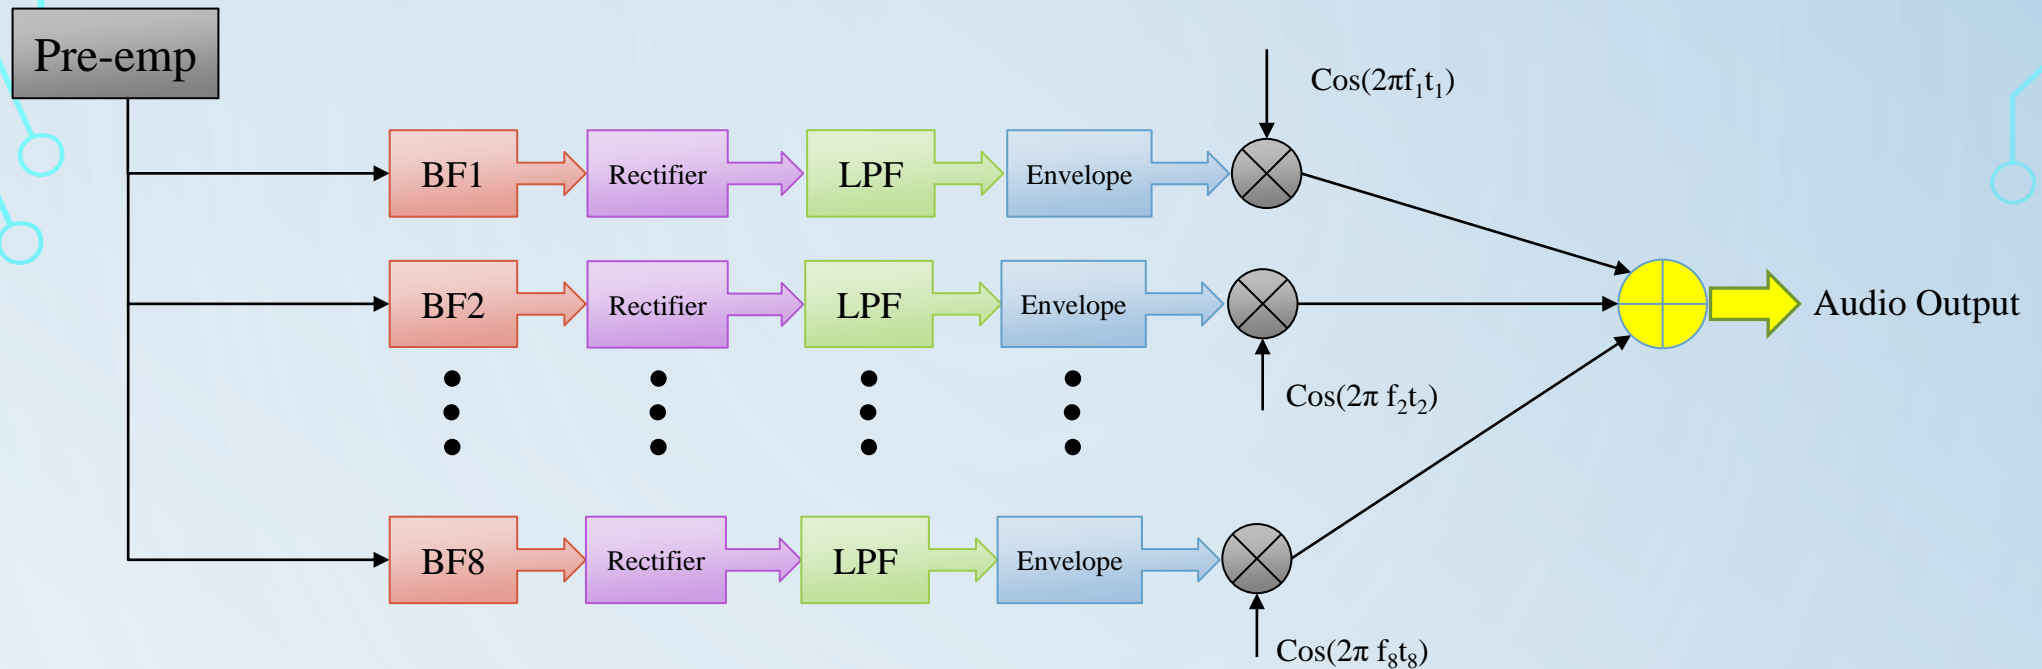 Pre-emp
Cos(2πf₁t₁)
BF1
Rectifier
LPF
Envelope
BF2
Rectifier
LPF
Envelope
Audio Output
Cos(2π f₂t₂)
BF8
Rectifier
LPF
Envelope
Cos(2π f₈t₈)